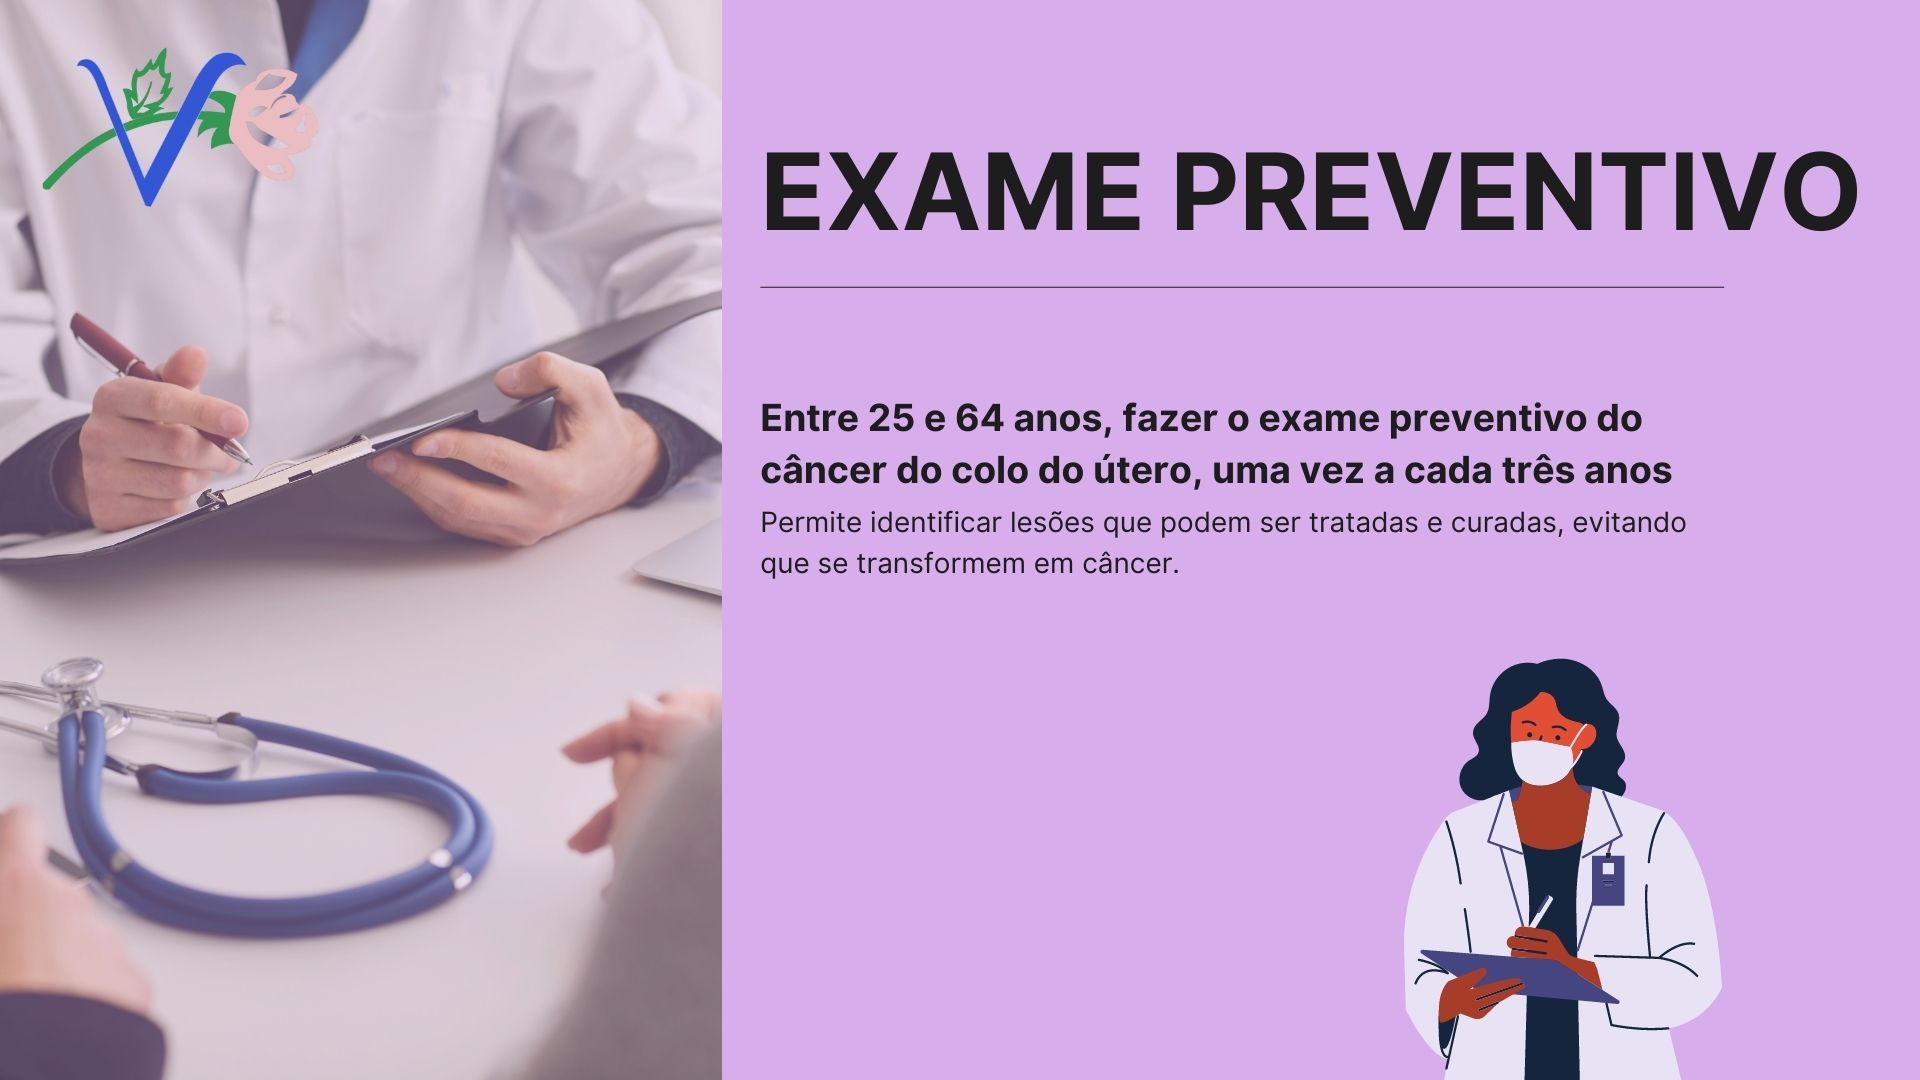 EXAME PREVENTIVO
Entre 25 e 64 anos, fazer o exame preventivo do
câncer do colo do útero, uma vez a cada três anos
Permite identificar lesões que podem ser tratadas e curadas, evitando
que se transformem em câncer.